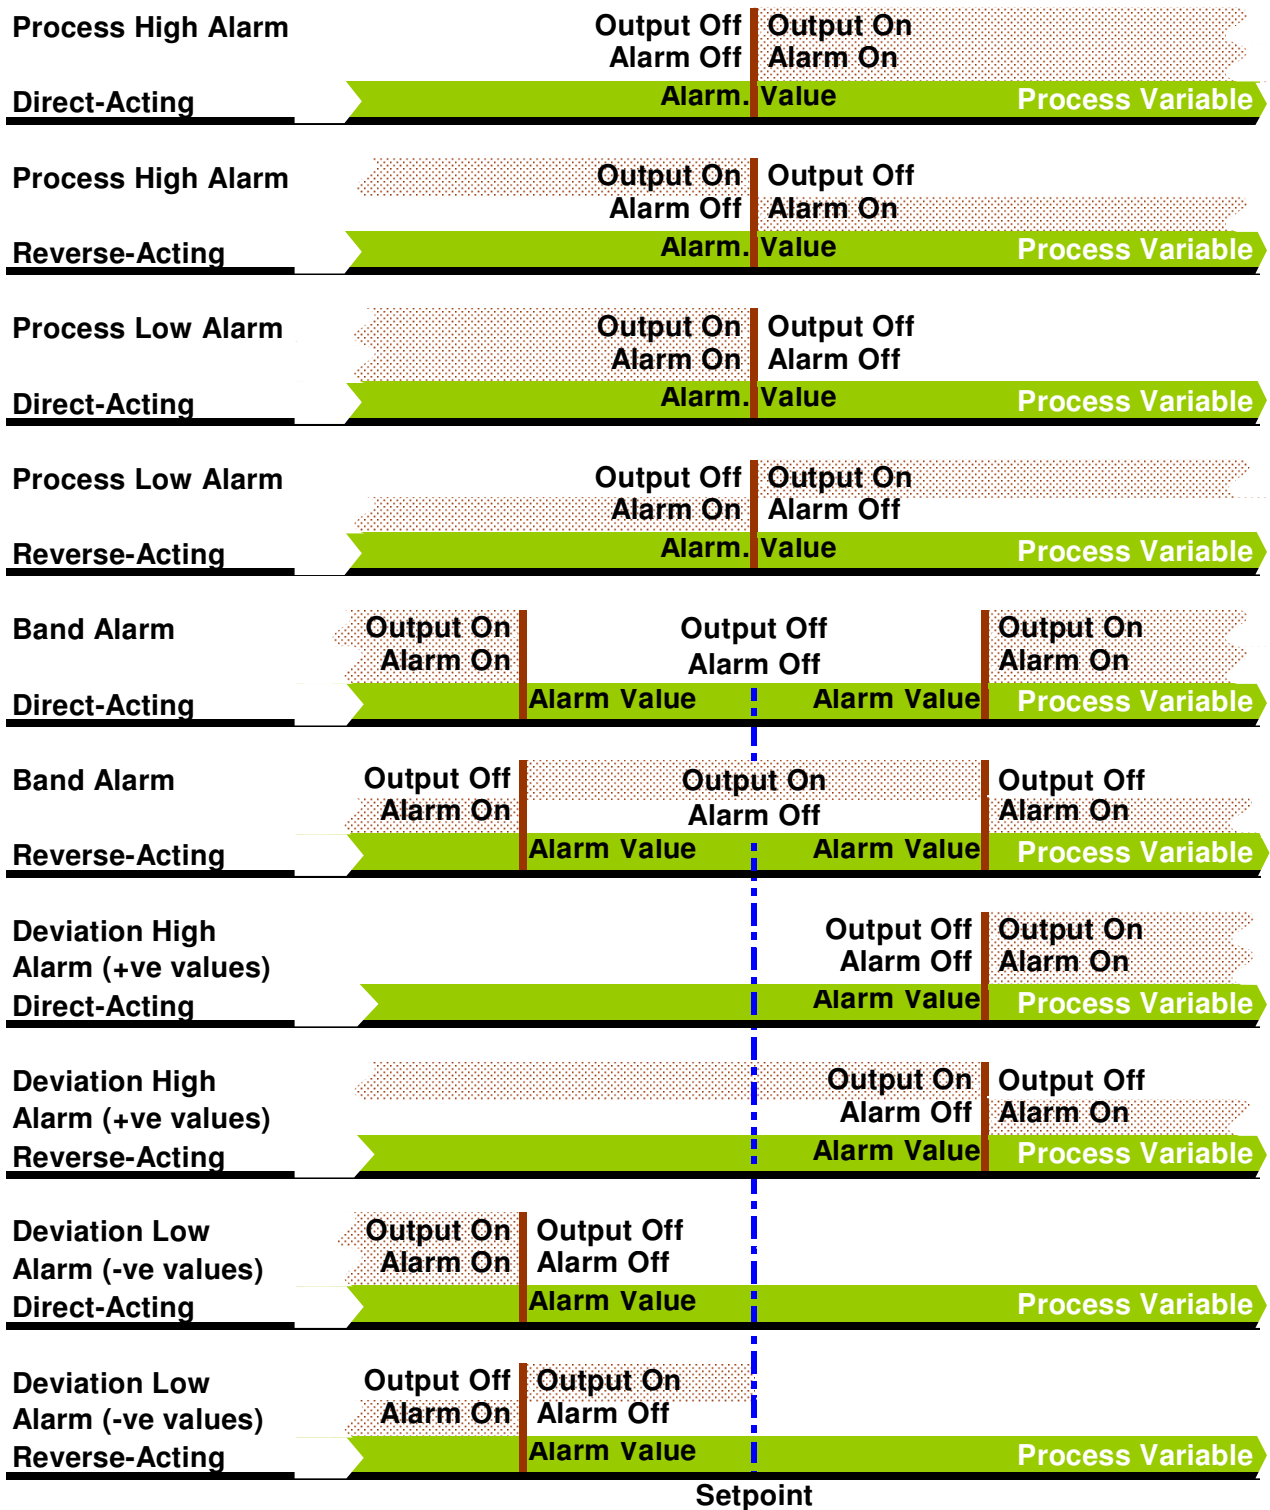 Process High Alarm Output Off Output On
Alarm Off Alarm On
Direct-Acting Alarm. Value Process Variable
Process High Alarm Output On Output Off
Alarm Off Alarm On
Reverse-Acting Alarm. Value Process Variable
Process Low Alarm Output On Output Off
Alarm On Alarm Off
Direct-Acting Alarm. Value Process Variable
Process Low Alarm Output Off Output On
Alarm On Alarm Off
Reverse-Acting Alarm. Value Process Variable
Band Alarm Output On Output Off Output On
Alarm On Alarm Off Alarm On
Direct-Acting Alarm Value Alarm Value Process Variable
Band Alarm Output Off Output On Output Off
Alarm On Alarm Off Alarm On
Reverse-Acting Alarm Value Alarm Value Process Variable
Deviation High Output Off Output On
Alarm (+ve values) Alarm Off Alarm On
Direct-Acting Alarm Value Process Variable
Deviation High Output On Output Off
Alarm (+ve values) Alarm Off Alarm On
Reverse-Acting Alarm Value Process Variable
Deviation Low Output On Output Off
Alarm (-ve values) Alarm On Alarm Off
Direct-Acting Alarm Value Process Variable
Deviation Low Output Off Output On
Alarm (-ve values) Alarm On Alarm Off
Reverse-Acting Alarm Value Process Variable
Setpoint